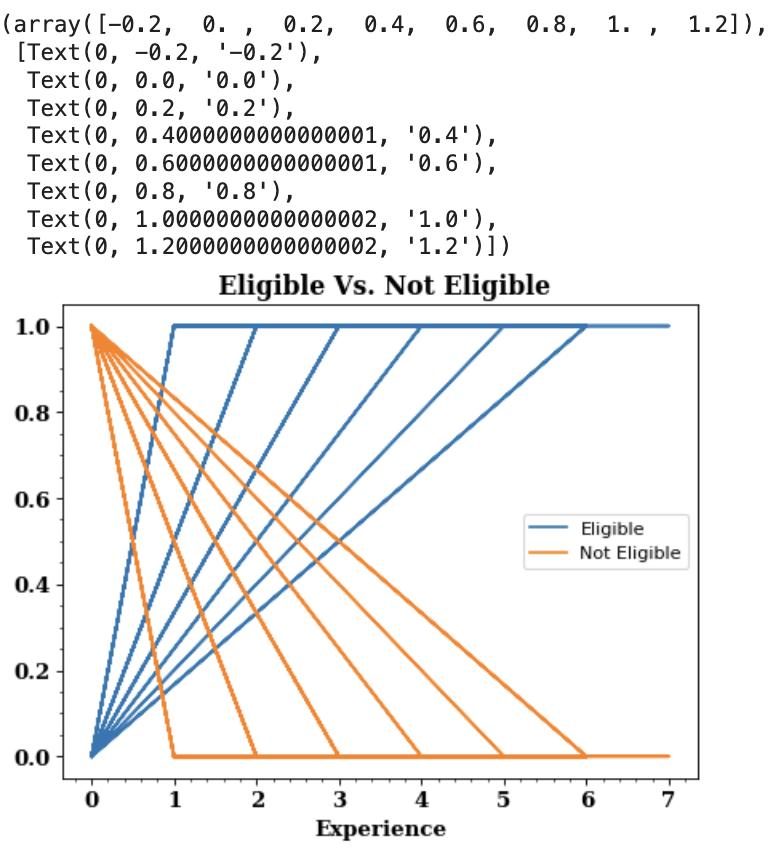 (array([-0.2,  0. ,  0.2,  0.4,  0.6,  0.8,  1. ,  1.2]),
[Text(0, -0.2, '-0.2'),
Text(0, 0.0, '0.0'),
Text(0, 0.2, '0.2'),
Text(0, 0.4000000000000001, '0.4'),
Text(0, 0.6000000000000001, '0.6'),
Text(0, 0.8, '0.8'),
Text(0, 1.0000000000000002, '1.0'),
Text(0, 1.2000000000000002, '1.2')])
Eligible Vs. Not Eligible
1.0
0.8
0.6
Eligible
Not Eligible
0.4
0.2
0.0
0 1 2 3 4 5 6 7
Experience